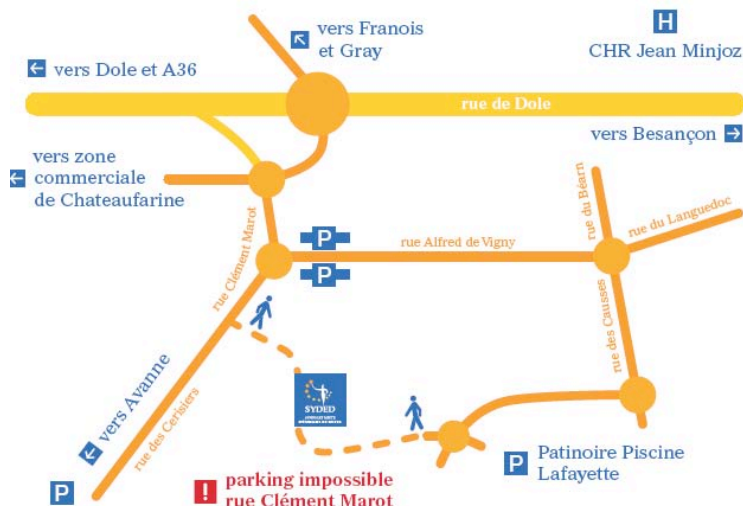 vers Franois
et Gray
H
CHR Jean Minjoz
vers Dole et A36
rue de Dole
vers Besançon
vers zone
commerciale
de Chateaufarine
rue Clément Marot
P
P
rue Alfred de Vigny
rue du Béarn
rue du Languedoc
rue des Causses
vers Avanne
rue des Cerisiers
SYDED
P
Patinoire Piscine
Lafayette
P
! parking impossible
rue Clément Marot